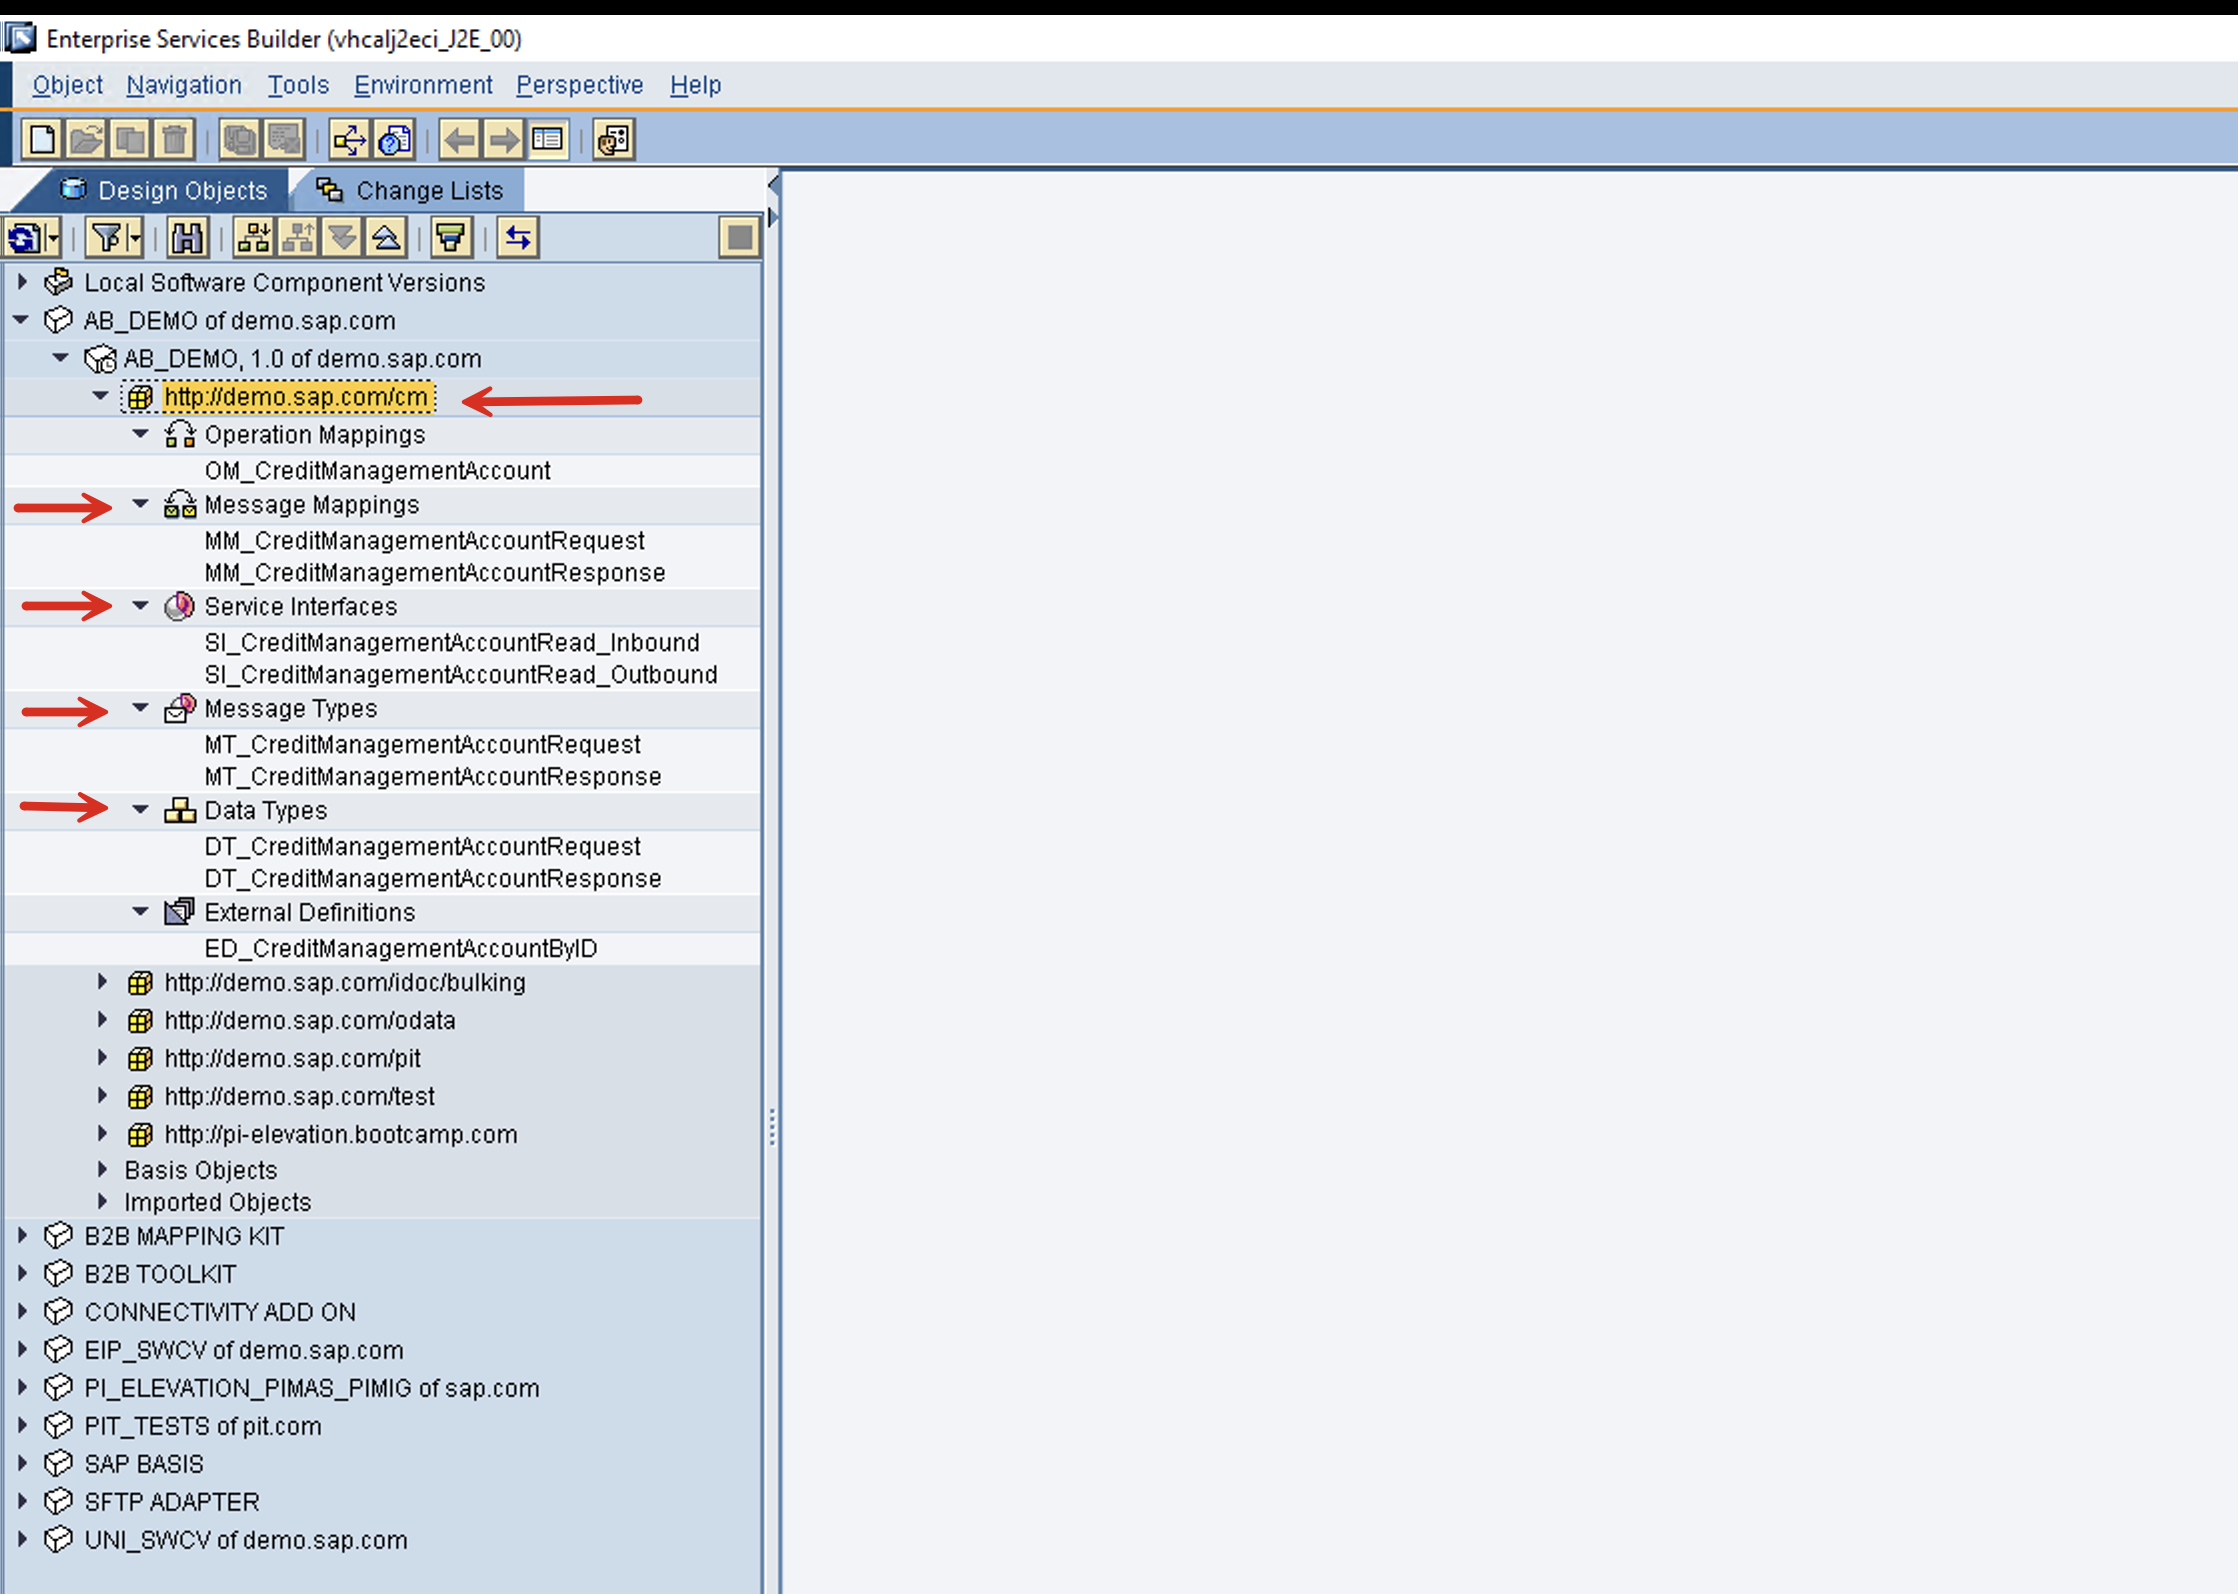 Enterprise Services Builder (vhcalj2eci_J2E_00)
Object Navigation Tools Environment Perspective Help
Design Objects Change Lists
Local Software Component Versions
AB_DEMO of demo.sap.com
AB_DEMO, 1.0 of demo.sap.com
http://demo.sap.com/cm
Operation Mappings
OM_CreditManagementAccount
Message Mappings
MM_CreditManagementAccountRequest
MM_CreditManagementAccountResponse
Service Interfaces
SI_CreditManagementAccountRead_Inbound
SI_CreditManagementAccountRead_Outbound
Message Types
MT_CreditManagementAccountRequest
MT_CreditManagementAccountResponse
Data Types
DT_CreditManagementAccountRequest
DT_CreditManagementAccountResponse
External Definitions
ED_CreditManagementAccountByID
http://demo.sap.com/idoc/bulking
http://demo.sap.com/odata
http://demo.sap.com/pit
http://demo.sap.com/test
http://pi-elevation.bootcamp.com
Basis Objects
Imported Objects
B2B MAPPING KIT
B2B TOOLKIT
CONNECTIVITY ADD ON
EIP_SWCV of demo.sap.com
PI_ELEVATION_PIMAS_PIMIG of sap.com
PIT_TESTS of pit.com
SAP BASIS
SFTP ADAPTER
UNI_SWCV of demo.sap.com